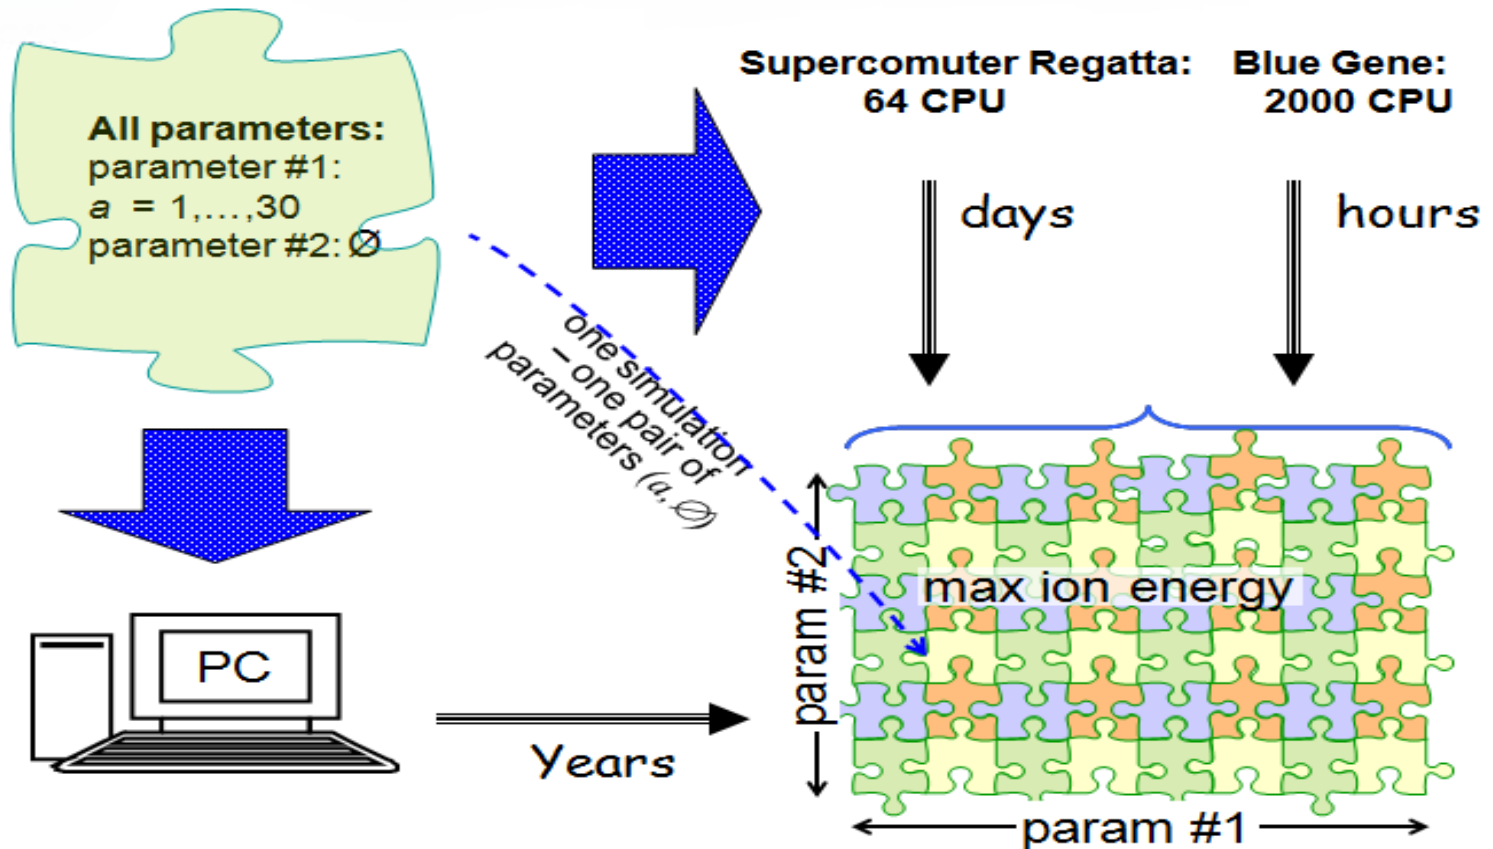 All parameters:
parameter #1:
a = 1,...,30
parameter #2: Ø
Supercomuter Regatta:
64 CPU
Blue Gene:
2000 CPU
days
hours
one simulation
– one pair of
parameters (a, Ø)
PC
Years
max ion energy
param #2
param #1